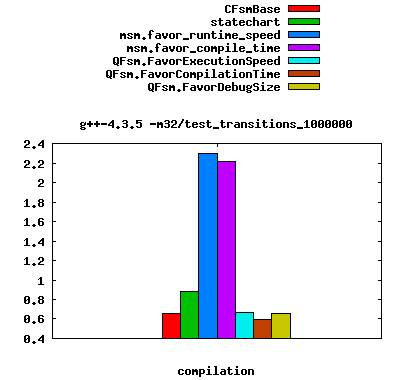 CFsmBase
statechart
msm.favor_runtime_speed
msm.favor_compile_time
QFsm.FavorExecutionSpeed
QFsm.FavorCompilationTime
QFsm.FavorDebugSize
g++-4.3.5 -m32/test_transitions_1000000
2.4
2.2
2
1.8
1.6
1.4
1.2
1
0.8
0.6
0.4
compilation